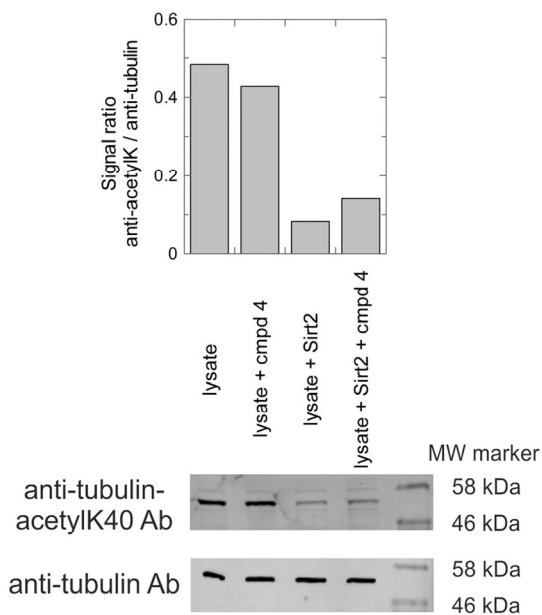 0.6
0.4
0.2
0
Signal ratio
anti-acetylK / anti-tubulin
lysate
lysate + cmpd 4
lysate + Sirt2
lysate + Sirt2 + cmpd 4
MW marker
anti-tubulin-
acetylK40 Ab
58 kDa
46 kDa
anti-tubulin Ab
58 kDa
46 kDa